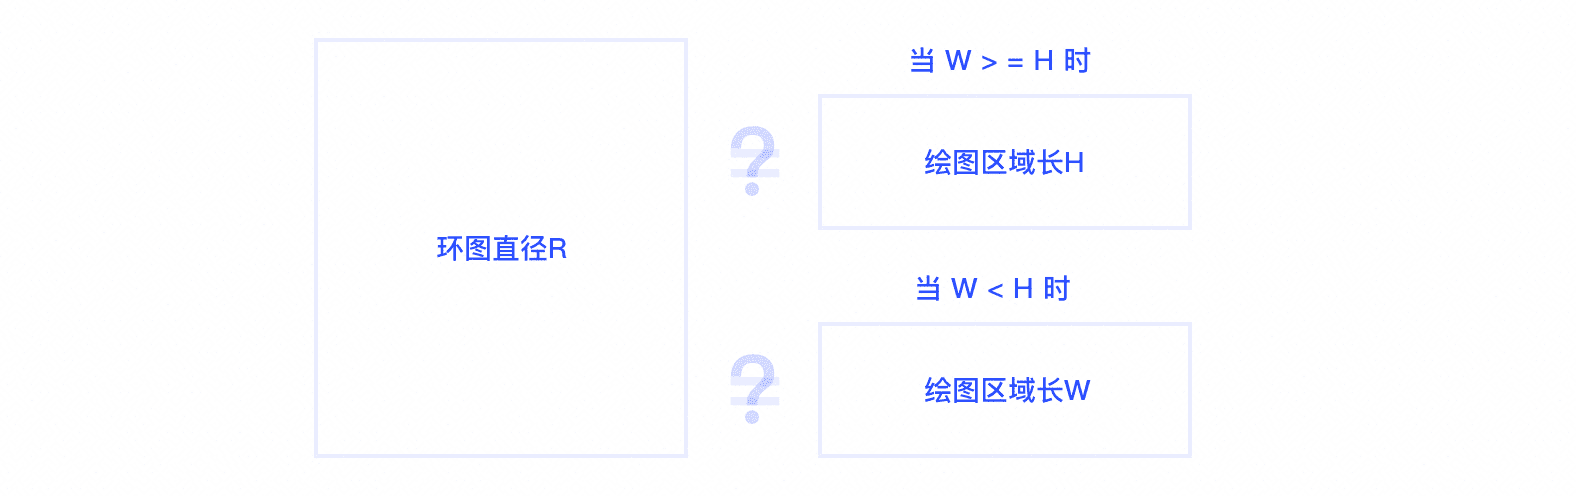 当 W > = H 时
绘图区域长H
环图直径R
当 W < H 时
绘图区域长W
? =
? =